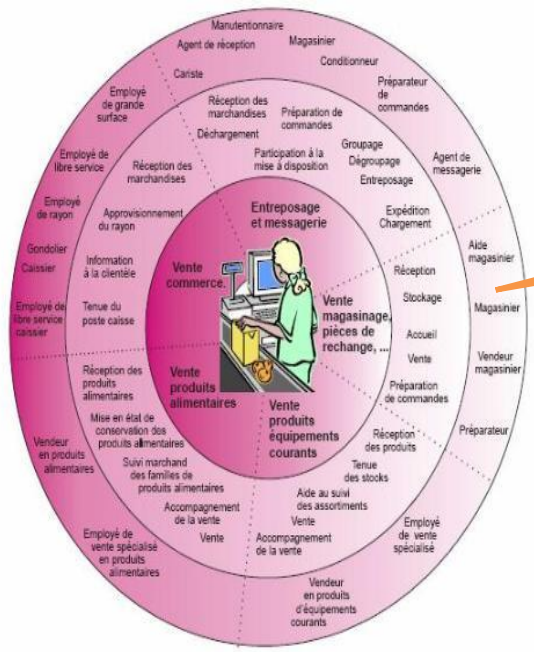 Manutentionnaire
Agent de réception
Magasinier
Conditionneur
Cariste
Préparateur
de
commandes
Employé
de grande
surface
Agent de
messagerie
Employé de
libre service
Employé
de rayon
Gondolier
Caissier
Employé de
libre service
caissier
Aide
magasinier
Magasinier
Vendeur
magasinier
Préparateur
Vendeur
en produits
alimentaires
Employé de
vente spécialisé
en produits
alimentaires
Vendeur
en produits
d'équipements
courants
Employé
de vente
spécialisé
Réception des
marchandises
Déchargement
Préparation de
commandes
Participation à la
mise à disposition
Groupage
Dégroupage
Entreposage
Expédition
Chargement
Réception des
marchandises
Approvisionnement
du rayon
Information
à la clientèle
Tenue du
poste caisse
Réception
Stockage
Accueil
Vente
Préparation
de commandes
Réception des
produits
alimentaires
Mise en état de
conservation des
produits alimentaires
Suivi marchand
des familles de
produits alimentaires
Accompagnement
de la vente
Vente
Réception
des produits
Tenue
des stocks
Aide au suivi
des assortiments
Vente
Accompagnement
de la vente
Entreposage
et messagerie
Vente
commerce.
Vente
magasinage,
pièces de
rechange, ...
Vente
produits
alimentaires
Vente
produits
équipements
courants